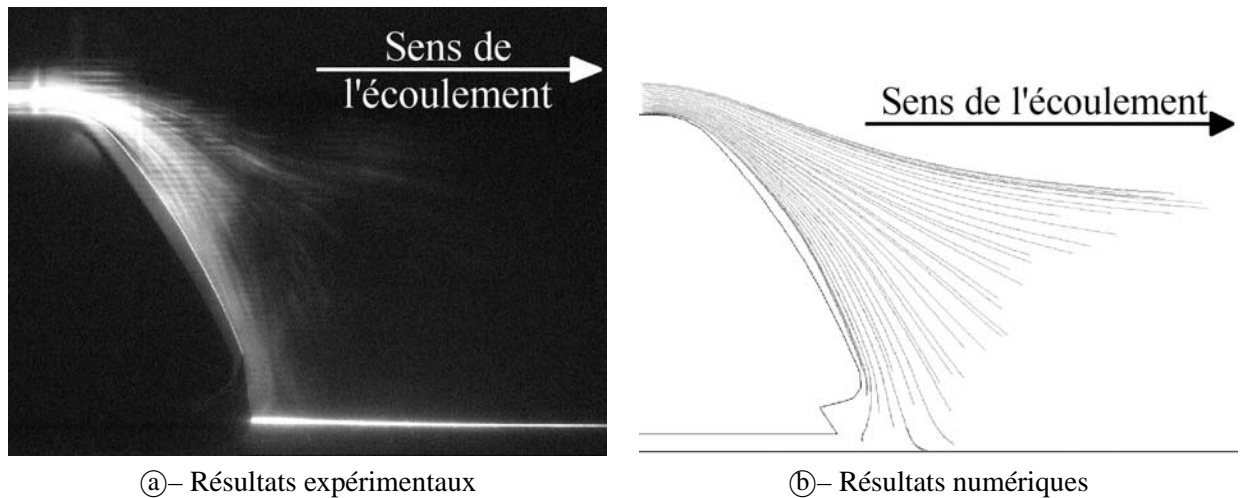 Sens de
l'écoulement
Sens de l'écoulement
ⓐ– Résultats expérimentaux
ⓑ– Résultats numériques